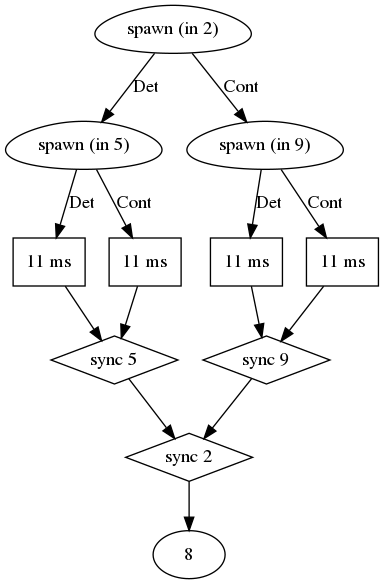 spawn (in 2)
Det
Cont
spawn (in 5)
spawn (in 9)
Det
Cont
Det
Cont
11 ms
11 ms
11 ms
11 ms
sync 5
sync 9
sync 2
8